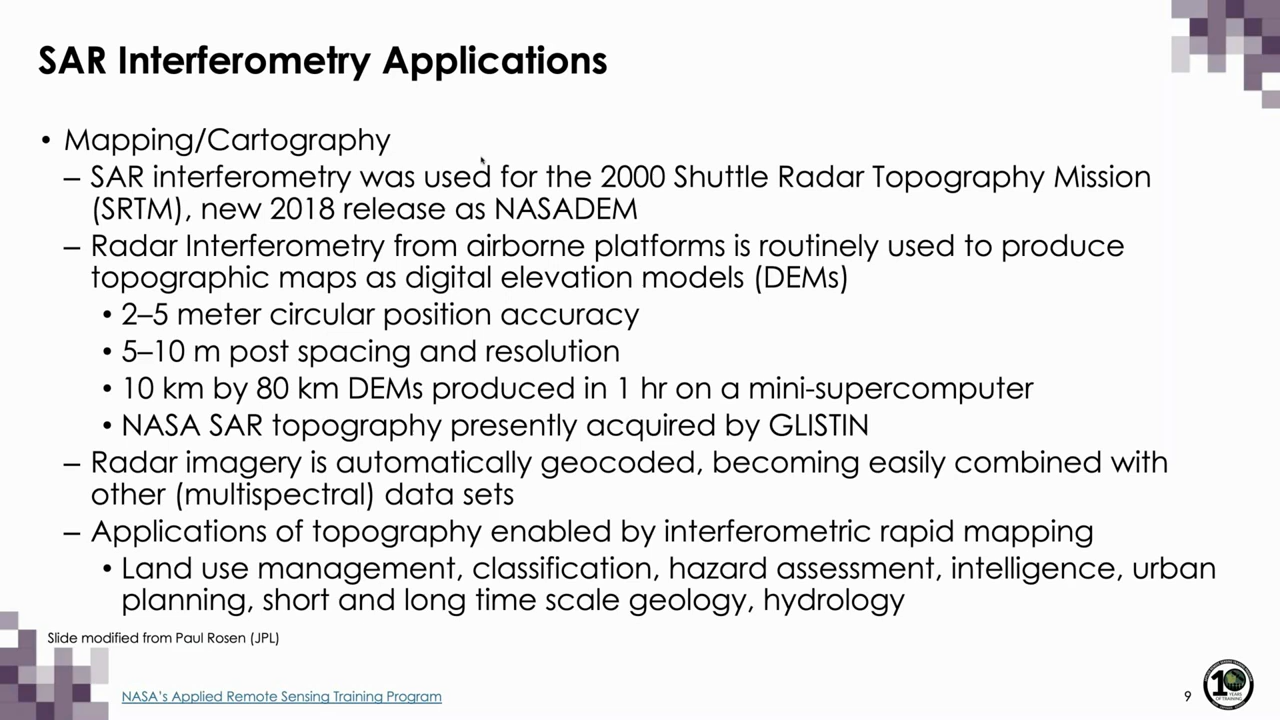 SAR Interferometry Applications
• Mapping/Cartography
– SAR interferometry was used for the 2000 Shuttle Radar Topography Mission
(SRTM), new 2018 release as NASADEM
– Radar Interferometry from airborne platforms is routinely used to produce
topographic maps as digital elevation models (DEMs)
• 2–5 meter circular position accuracy
• 5–10 m post spacing and resolution
• 10 km by 80 km DEMs produced in 1 hr on a mini-supercomputer
• NASA SAR topography presently acquired by GLISTIN
– Radar imagery is automatically geocoded, becoming easily combined with
other (multispectral) data sets
– Applications of topography enabled by interferometric rapid mapping
• Land use management, classification, hazard assessment, intelligence, urban
planning, short and long time scale geology, hydrology
Slide modified from Paul Rosen (JPL)
NASA's Applied Remote Sensing Training Program
9
10
YEARS
OF TRAINING